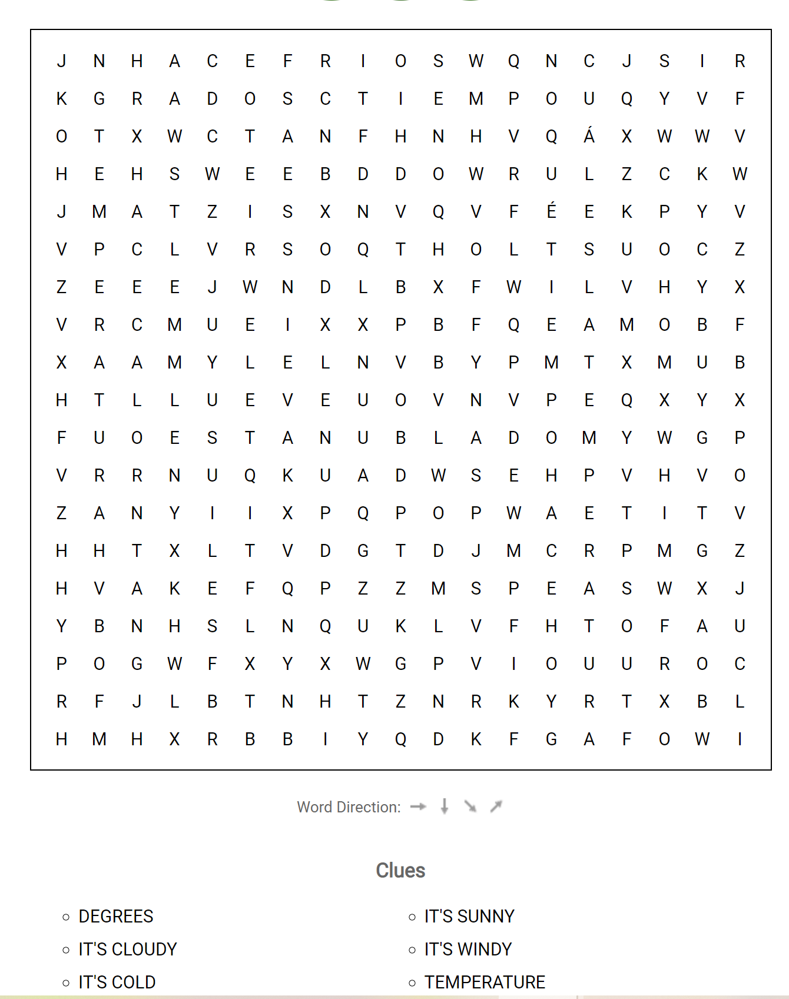 J N H A C E F R I O S W Q N C J S I R
K G R A D O S C T I E M P O U Q Y V F
O T X W C T A N F H N H V Q Á X W W V
H E H S W E E B D D O W R U L Z C K W
J M A T Z I S X N V Q V F É E K P Y V
V P C L V R S O Q T H O L T S U O C Z
Z E E E J W N D L B X F W I L V H Y X
V R C M U E I X X P B F Q E A M O B F
X A A M Y L E L N V B Y P M T X M U B
H T L L U E V E U O V N V P E Q X Y X
F U O E S T A N U B L A D O M Y W G P
V R R N U Q K U A D W S E H P V H V O
Z A N Y I I X P Q P O P W A E T I T V
H H T X L T V D G T D J M C R P M G Z
H V A K E F Q P Z Z M S P E A S W X J
Y B N H S L N Q U K L V F H T O F A U
P O G W F X Y X W G P V I O U U R O C
R F J L B T N H T Z N R K Y R T X B L
H M H X R B B I Y Q D K F G A F O W I
Word Direction:
Clues
DEGREES
IT'S CLOUDY
IT'S COLD
IT'S SUNNY
IT'S WINDY
TEMPERATURE